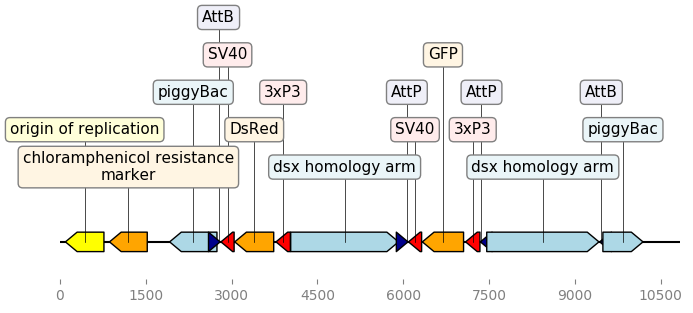 AttB
SV40
GFP
piggyBac
3xP3
AttP
AttP
AttB
origin of replication
DsRed
SV40
3xP3
piggyBac
chloramphenicol resistance
marker
dsx homology arm
dsx homology arm
0
1500
3000
4500
6000
7500
9000
10500